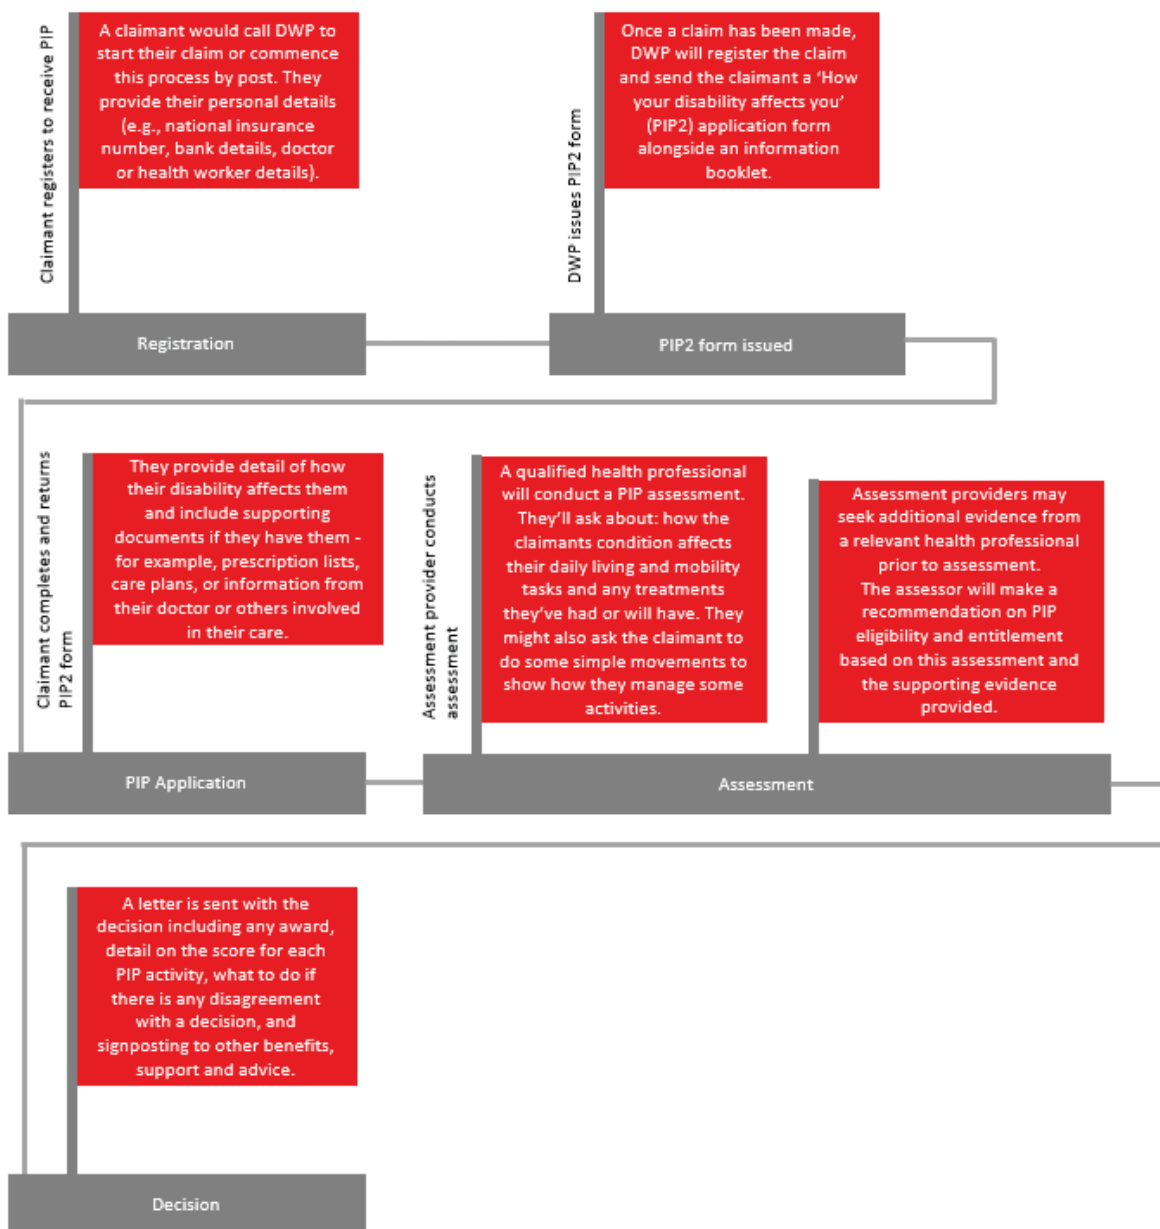 Claimant registers to receive PIP
A claimant would call DWP to
start their claim or commence
this process by post. They
provide their personal details
(e.g., national insurance
number, bank details, doctor
or health worker details).
Registration
DWP issues PIP2 form
Once a claim has been made,
DWP will register the claim
and send the claimant a ‘How
your disability affects you’
(PIP2) application form
alongside an information
booklet.
PIP2 form issued
Claimant completes and returns
PIP2 form
They provide detail of how
their disability affects them
and include supporting
documents if they have them -
for example, prescription lists,
care plans, or information from
their doctor or others involved
in their care.
PIP Application
Assessment provider conducts
assessment
A qualified health professional
will conduct a PIP assessment.
They’ll ask about: how the
claimants condition affects
their daily living and mobility
tasks and any treatments
they’ve had or will have. They
might also ask the claimant to
do some simple movements to
show how they manage some
activities.
Assessment providers may
seek additional evidence from
a relevant health professional
prior to assessment.
The assessor will make a
recommendation on PIP
eligibility and entitlement
based on this assessment and
the supporting evidence
provided.
Assessment
A letter is sent with the
decision including any award,
detail on the score for each
PIP activity, what to do if
there is any disagreement
with a decision, and
signposting to other benefits,
support and advice.
Decision